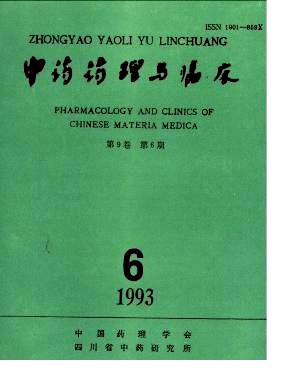 ISSN 1001—859X
ZHONGYAO YAOLI YU LINCHUANG
中药药理与临床
PHARMACOLOGY AND CLINICS OF
CHINESE MATERIA MEDICA
第9卷 第6期
6
1993
中国药理学会
四川省中药研究所